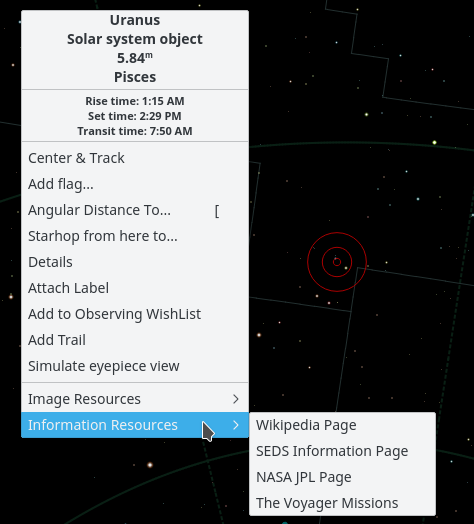 Uranus
Solar system object
5.84ᵐ
Pisces
Rise time: 1:15 AM
Set time: 2:29 PM
Transit time: 7:50 AM
Center & Track
Add flag...
Angular Distance To... [
Starhop from here to...
Details
Attach Label
Add to Observing WishList
Add Trail
Simulate eyepiece view
Image Resources
Information Resources
Wikipedia Page
SEDS Information Page
NASA JPL Page
The Voyager Missions